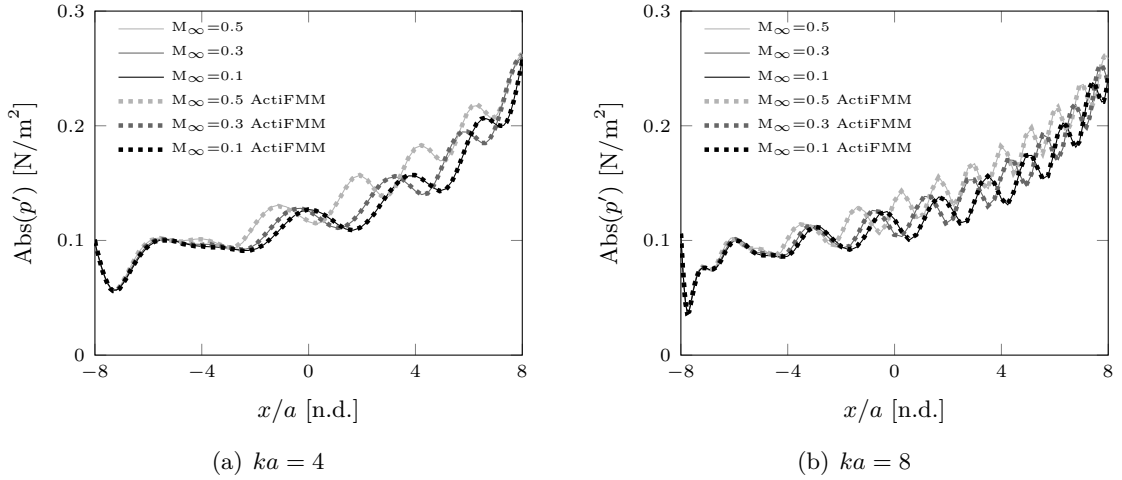 0.3
0.2
0.1
0
−8
−4
0
4
8
Abs(p′) [N/m²]
x/a [n.d.]
M∞=0.5
M∞=0.3
M∞=0.1
M∞=0.5 ActiFMM
M∞=0.3 ActiFMM
M∞=0.1 ActiFMM
(a) ka = 4
0.3
0.2
0.1
0
−8
−4
0
4
8
Abs(p′) [N/m²]
x/a [n.d.]
M∞=0.5
M∞=0.3
M∞=0.1
M∞=0.5 ActiFMM
M∞=0.3 ActiFMM
M∞=0.1 ActiFMM
(b) ka = 8